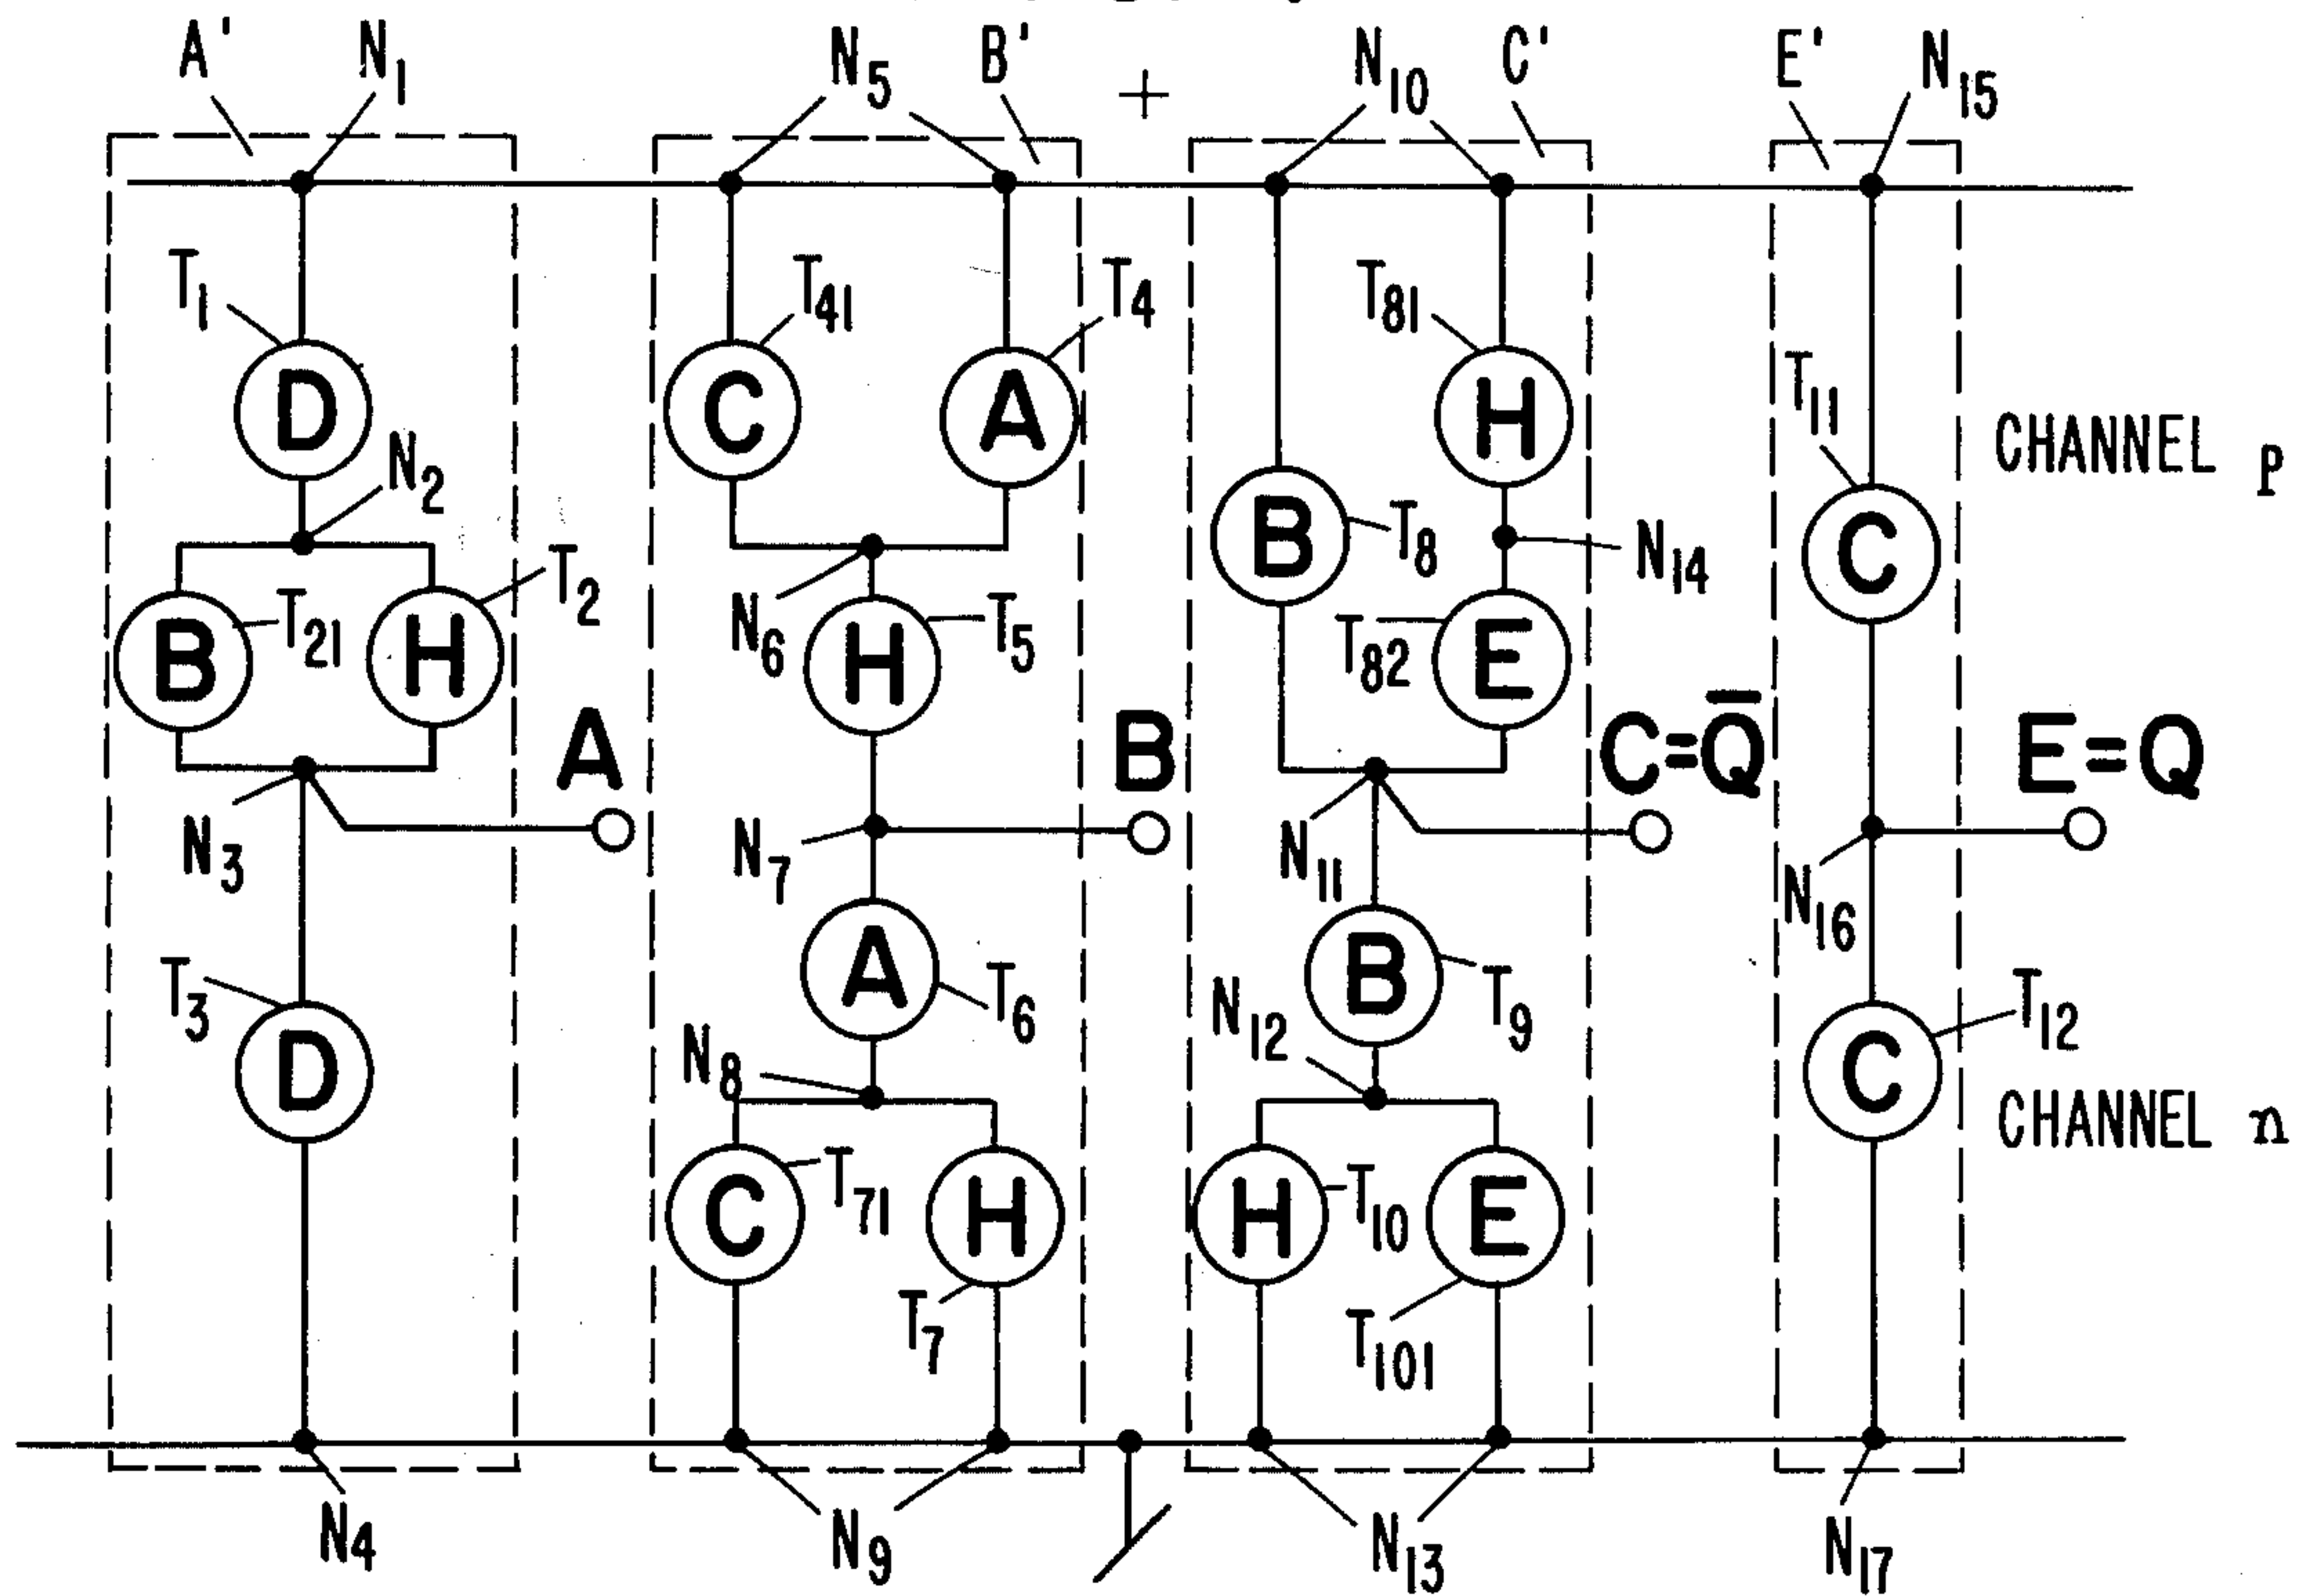 A' N1 N5 B' + N10 C' E' N15
T1 T41 T4 T81 T11
D C A H CHANNEL p
N2 B T8 N14 C
T21 T2 N6 H T5 T82 E
B H
A B C=Q̅ E=Q
N3 N7 N11 N16
T3 A T6 N12 B T9 T12
D N8 C CHANNEL n
C T71 H H T10 E
T7 T101
N4 N9 N13 N17